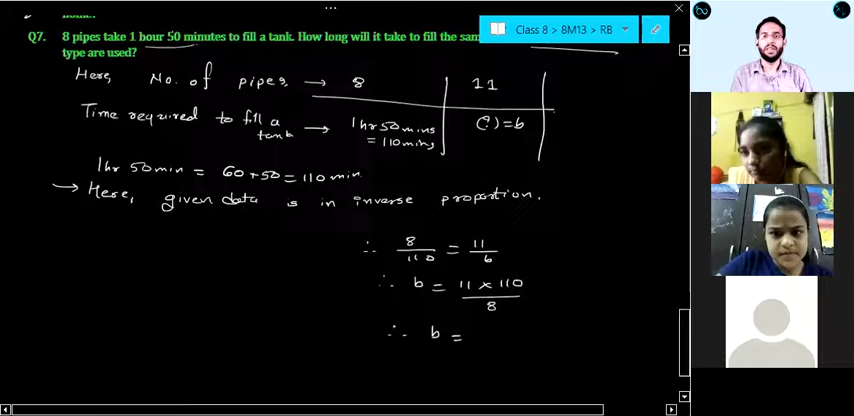 Q7. 8 pipes take 1 hour 50 minutes to fill a tank. How long will it take to fill the sam
type are used?
Class 8 > 8M13 > RB
Here, No. of pipes → 8 11
Time required to fill a tank → 1hr 50mins = 110 mins (?) = b
1hr 50min = 60 + 50 = 110 min
→ Here, given data is in inverse proportion.
∴ 8/110 = 11/b
∴ b = 11 × 110/8
∴ b =